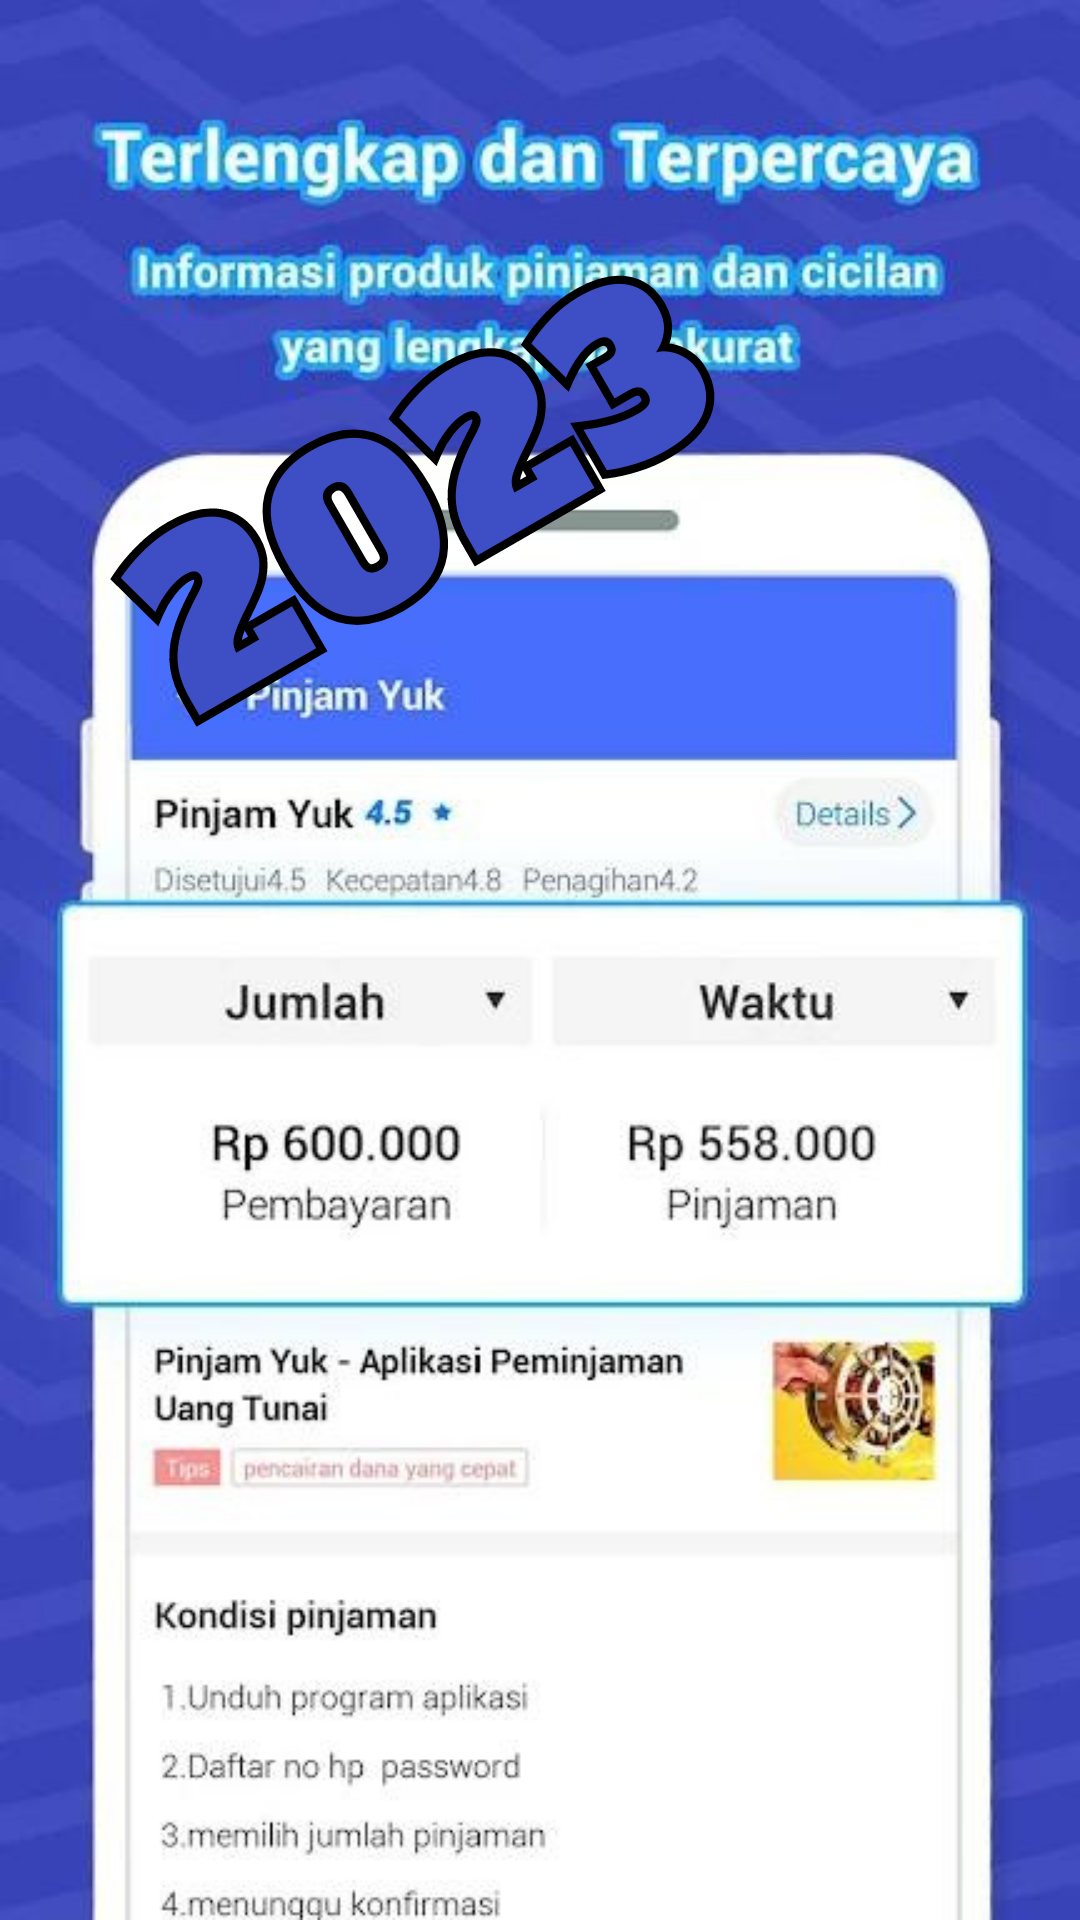 Terlengkap dan Terpercaya
Informasi produk pinjaman dan cicilan
yang
2023
Pinjam Yuk
Pinjam Yuk 4.5
Details
Disetujui4.5 Kecepatan4.8 Penagihan4.2
Jumlah Waktu
Rp 600.000 Rp 558.000
Pembayaran Pinjaman
Pinjam Yuk - Aplikasi Peminjaman
Uang Tunai
Tips pencairan dana yang cepat
Kondisi pinjaman
1.Unduh program aplikasi
2.Daftar no hp password
3.memilih jumlah pinjaman
4.menunggu konfirmasi